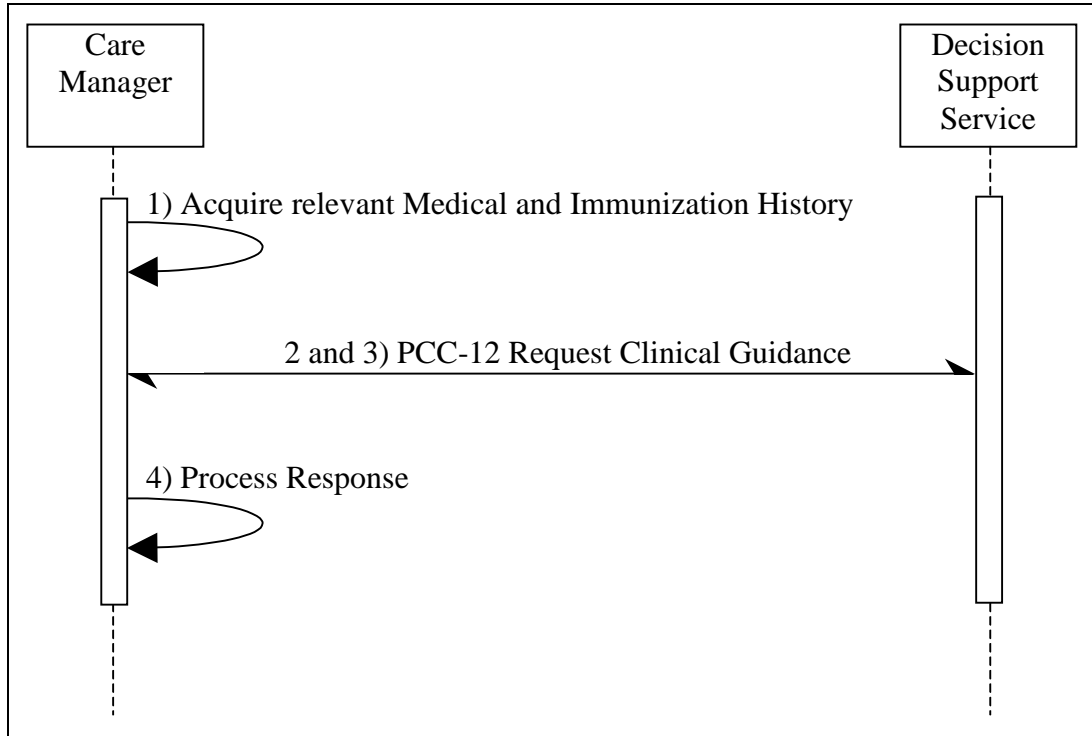 Care
Manager
Decision
Support
Service
1) Acquire relevant Medical and Immunization History
2 and 3) PCC-12 Request Clinical Guidance
4) Process Response